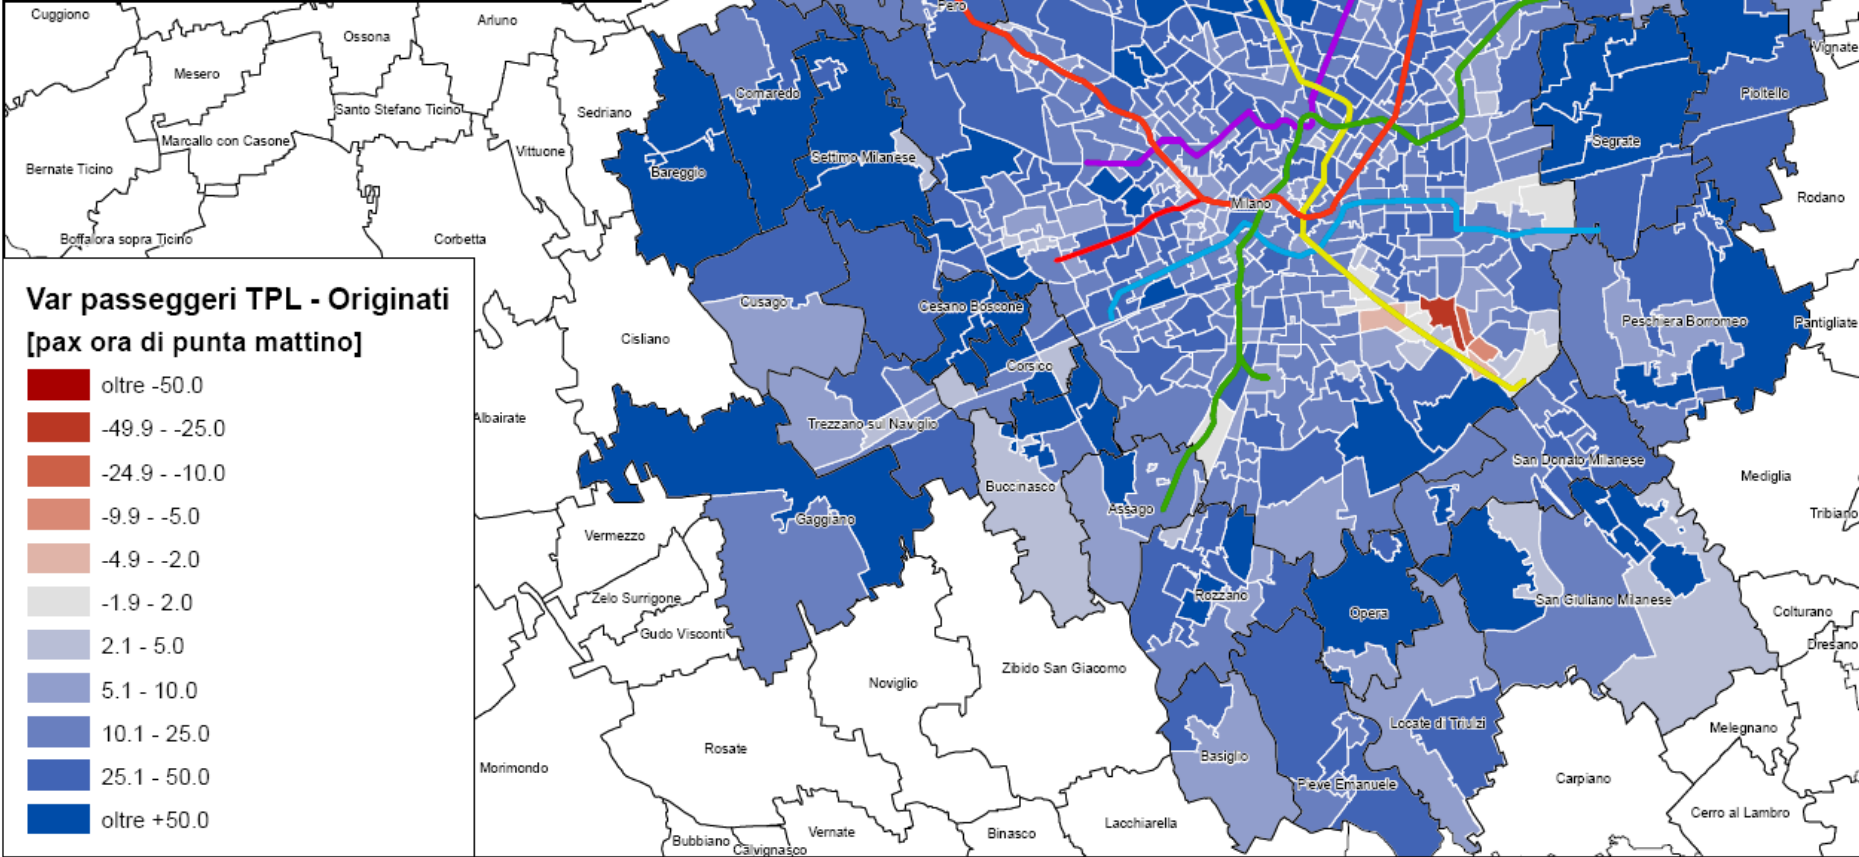 Cuggiono
Arluno
Pero
Ossona
Vignate
Mesero
Comaredo
Pioltello
Santo Stefano Ticino
Sedriano
Marcallo con Casone
Segrate
Vittuone
Settimo Milanese
Bernate Ticino
Bareggio
Rodano
Milano
Boffalora sopra Ticino
Corbetta
Var passeggeri TPL - Originati
[pax ora di punta mattino]
oltre -50.0
-49.9 - -25.0
-24.9 - -10.0
-9.9 - -5.0
-4.9 - -2.0
-1.9 - 2.0
2.1 - 5.0
5.1 - 10.0
10.1 - 25.0
25.1 - 50.0
oltre +50.0
Cusago
Cesano Boscone
Peschiera Borromeo
Pantigliate
Cisliano
Corsico
Albairate
Trezzano sul Naviglio
San Donato Milanese
Mediglia
Buccinasco
Assago
Tribiano
Gaggiano
Vermezzo
Zelo Surrigone
Rozzano
Opera
San Giuliano Milanese
Colturano
Gudo Visconti
Dresano
Zibido San Giacomo
Noviglio
Locate di Triulzi
Melegnano
Rosate
Basiglio
Morimondo
Pieve Emanuele
Carpiano
Cerro al Lambro
Lacchiarella
Vernate
Binasco
Bubbiano
Calvignasco